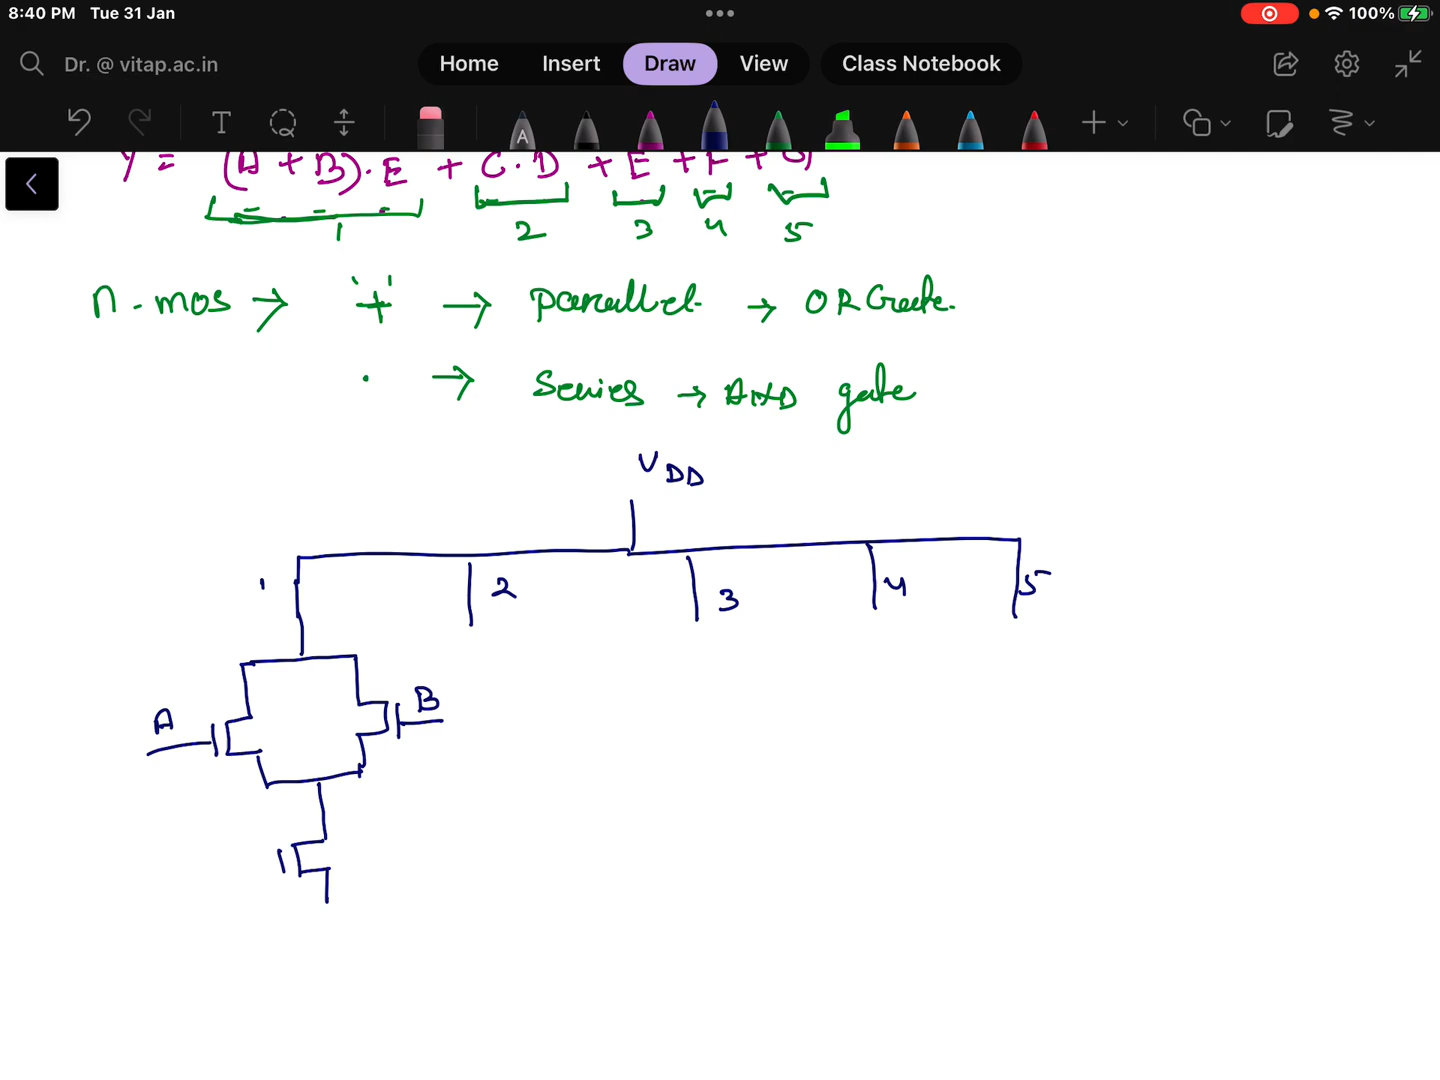 8:40 PM Tue 31 Jan
100%
Dr. @ vitap.ac.in
Home Insert Draw View Class Notebook
A
Y = (A + B) . E + C . D + E + F + G
1 2 3 4 5
n - mos → '+' → parallel → OR Gate.
. → Series → AND gate
VDD
1 2 3 4 5
A B